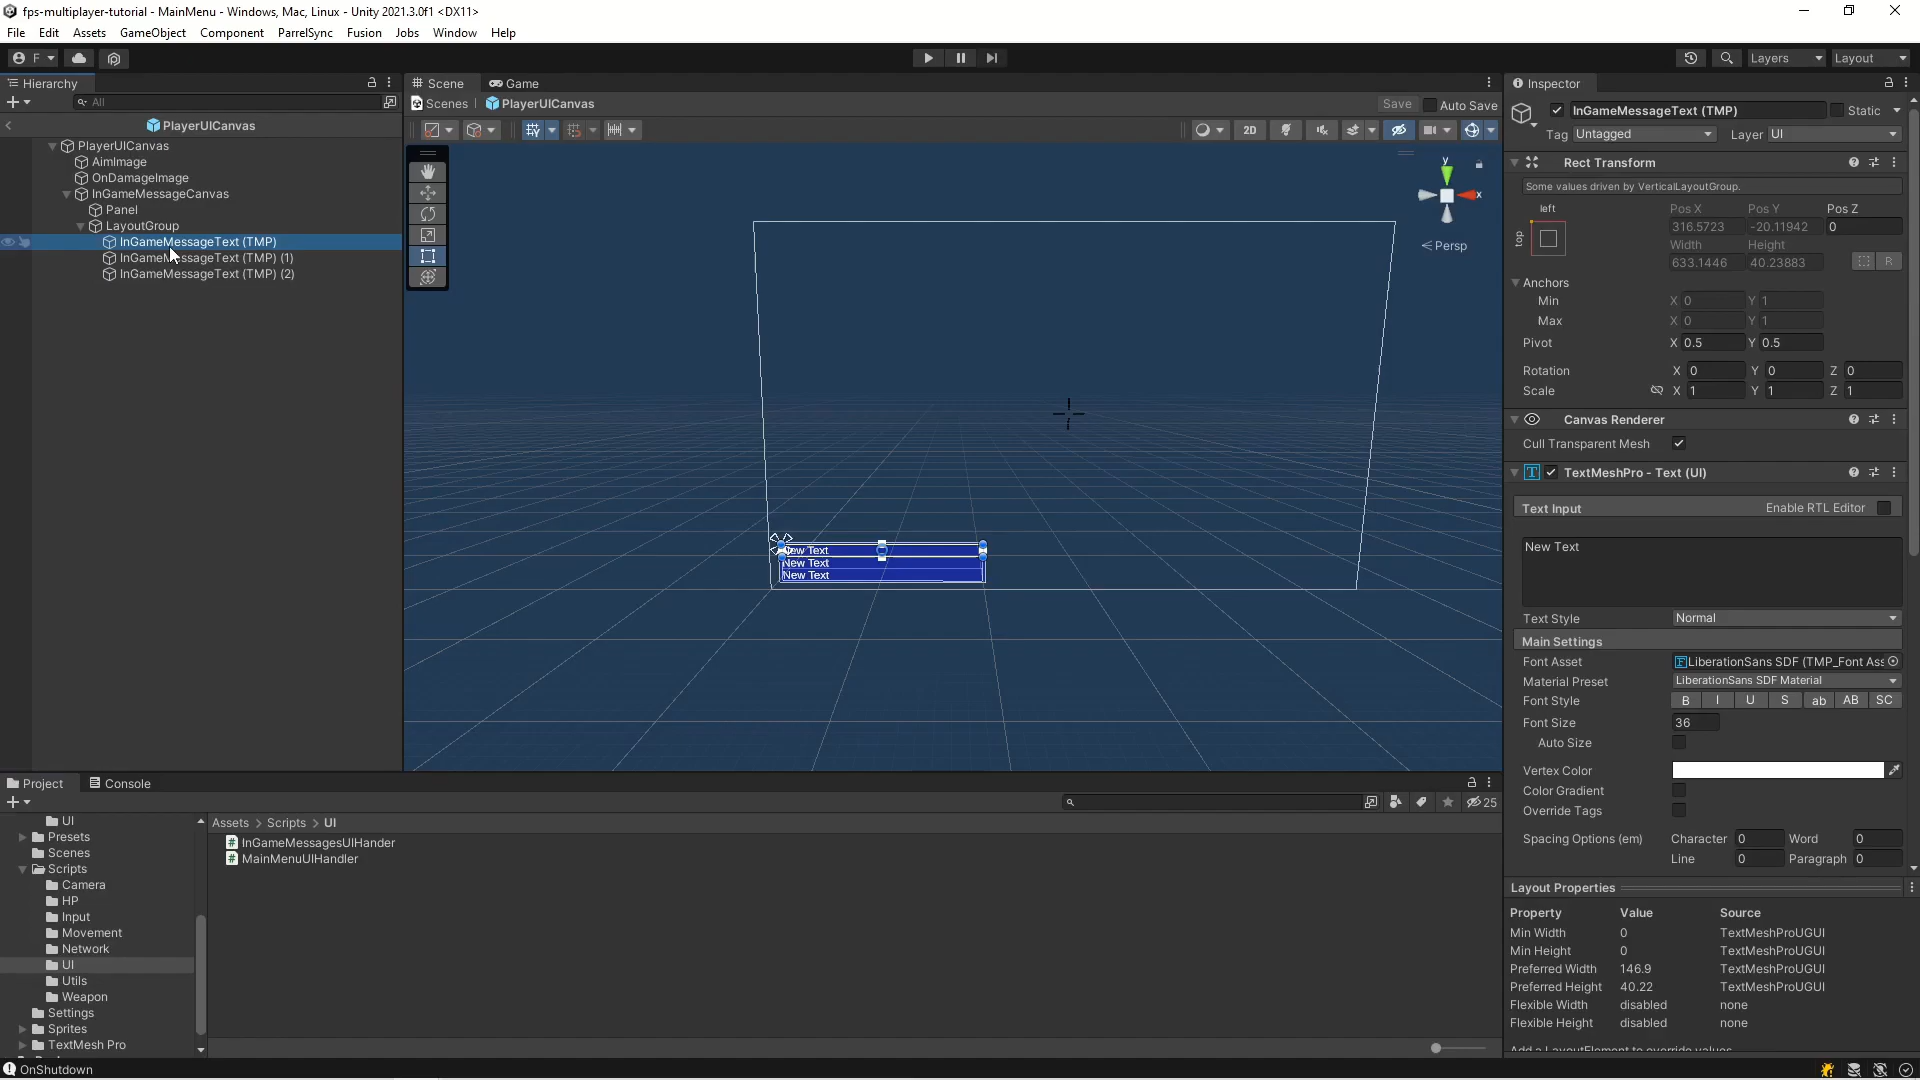 fps-multiplayer-tutorial - MainMenu - Windows, Mac, Linux - Unity 2021.3.0f1 <DX11>
File Edit Assets GameObject Component ParrelSync Fusion Jobs Window Help
F Layers Layout
Hierarchy
All
PlayerUICanvas
PlayerUICanvas
AimImage
OnDamageImage
InGameMessageCanvas
Panel
LayoutGroup
InGameMessageText (TMP)
InGameMessageText (TMP) (1)
InGameMessageText (TMP) (2)
Scene Game
Scenes PlayerUICanvas Save Auto Save
2D
y
x
Persp
New Text
New Text
New Text
Inspector
InGameMessageText (TMP) Static
Tag Untagged Layer UI
Rect Transform
Some values driven by VerticalLayoutGroup.
left Pos X Pos Y Pos Z
top 316.5723 -20.11942 0
Width Height
633.1446 40.23883 R
Anchors
Min X 0 Y 1
Max X 0 Y 1
Pivot X 0.5 Y 0.5
Rotation X 0 Y 0 Z 0
Scale X 1 Y 1 Z 1
Canvas Renderer
Cull Transparent Mesh
TextMeshPro - Text (UI)
Text Input Enable RTL Editor
New Text
Text Style Normal
Main Settings
Font Asset LiberationSans SDF (TMP_Font Ass
Material Preset LiberationSans SDF Material
Font Style B I U S ab AB SC
Font Size 36
Auto Size
Vertex Color
Color Gradient
Override Tags
Spacing Options (em) Character 0 Word 0
Line 0 Paragraph 0
Layout Properties
Property Value Source
Min Width 0 TextMeshProUGUI
Min Height 0 TextMeshProUGUI
Preferred Width 146.9 TextMeshProUGUI
Preferred Height 40.22 TextMeshProUGUI
Flexible Width disabled none
Flexible Height disabled none
Add a LayoutElement to override values
Project Console
25
UI
Presets
Scenes
Scripts
Camera
HP
Input
Movement
Network
UI
Utils
Weapon
Settings
Sprites
TextMesh Pro
Assets > Scripts > UI
InGameMessagesUIHander
MainMenuUIHandler
OnShutdown